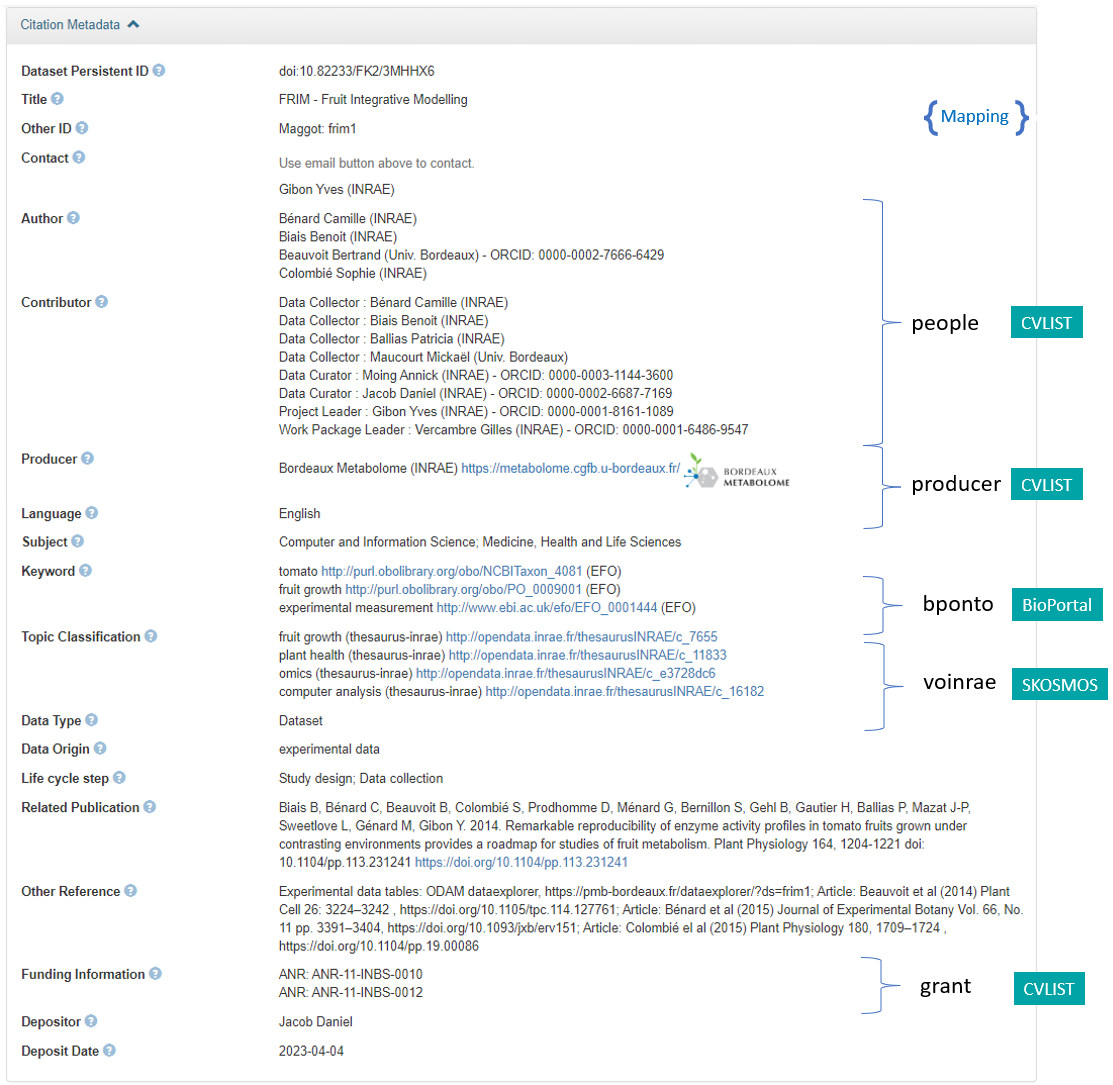 Citation Metadata
Dataset Persistent ID doi:10.82233/FK2/3MHHX6
Title FRIM - Fruit Integrative Modelling
{ Mapping }
Other ID Maggot: frim1
Contact Use email button above to contact.
Gibon Yves (INRAE)
Author Bénard Camille (INRAE)
Biais Benoit (INRAE)
Beauvoit Bertrand (Univ. Bordeaux) - ORCID: 0000-0002-7666-6429
Colombié Sophie (INRAE)
Contributor Data Collector : Bénard Camille (INRAE)
Data Collector : Biais Benoit (INRAE)
Data Collector : Ballias Patricia (INRAE)
Data Collector : Maucourt Mickaël (Univ. Bordeaux)
Data Curator : Moing Annick (INRAE) - ORCID: 0000-0003-1144-3600
Data Curator : Jacob Daniel (INRAE) - ORCID: 0000-0002-6687-7169
Project Leader : Gibon Yves (INRAE) - ORCID: 0000-0001-8161-1089
Work Package Leader : Vercambre Gilles (INRAE) - ORCID: 0000-0001-6486-9547
people CVLIST
Producer Bordeaux Metabolome (INRAE) https://metabolome.cgfb.u-bordeaux.fr/ BORDEAUX
METABOLOME
producer CVLIST
Language English
Subject Computer and Information Science; Medicine, Health and Life Sciences
Keyword tomato http://purl.obolibrary.org/obo/NCBITaxon_4081 (EFO)
fruit growth http://purl.obolibrary.org/obo/PO_0009001 (EFO)
experimental measurement http://www.ebi.ac.uk/efo/EFO_0001444 (EFO)
bponto BioPortal
Topic Classification fruit growth (thesaurus-inrae) http://opendata.inrae.fr/thesaurusINRAE/c_7655
plant health (thesaurus-inrae) http://opendata.inrae.fr/thesaurusINRAE/c_11833
omics (thesaurus-inrae) http://opendata.inrae.fr/thesaurusINRAE/c_e3728dc6
computer analysis (thesaurus-inrae) http://opendata.inrae.fr/thesaurusINRAE/c_16182
voinrae SKOSMOS
Data Type Dataset
Data Origin experimental data
Life cycle step Study design; Data collection
Related Publication Biais B, Bénard C, Beauvoit B, Colombié S, Prodhomme D, Ménard G, Bernillon S, Gehl B, Gautier H, Ballias P, Mazat J-P,
Sweetlove L, Génard M, Gibon Y. 2014. Remarkable reproducibility of enzyme activity profiles in tomato fruits grown under
contrasting environments provides a roadmap for studies of fruit metabolism. Plant Physiology 164, 1204-1221 doi:
10.1104/pp.113.231241 https://doi.org/10.1104/pp.113.231241
Other Reference Experimental data tables: ODAM dataexplorer, https://pmb-bordeaux.fr/dataexplorer/?ds=frim1; Article: Beauvoit et al (2014) Plant
Cell 26: 3224–3242 , https://doi.org/10.1105/tpc.114.127761; Article: Bénard et al (2015) Journal of Experimental Botany Vol. 66, No.
11 pp. 3391–3404, https://doi.org/10.1093/jxb/erv151; Article: Colombié el al (2015) Plant Physiology 180, 1709–1724 ,
https://doi.org/10.1104/pp.19.00086
Funding Information ANR: ANR-11-INBS-0010
ANR: ANR-11-INBS-0012
grant CVLIST
Depositor Jacob Daniel
Deposit Date 2023-04-04